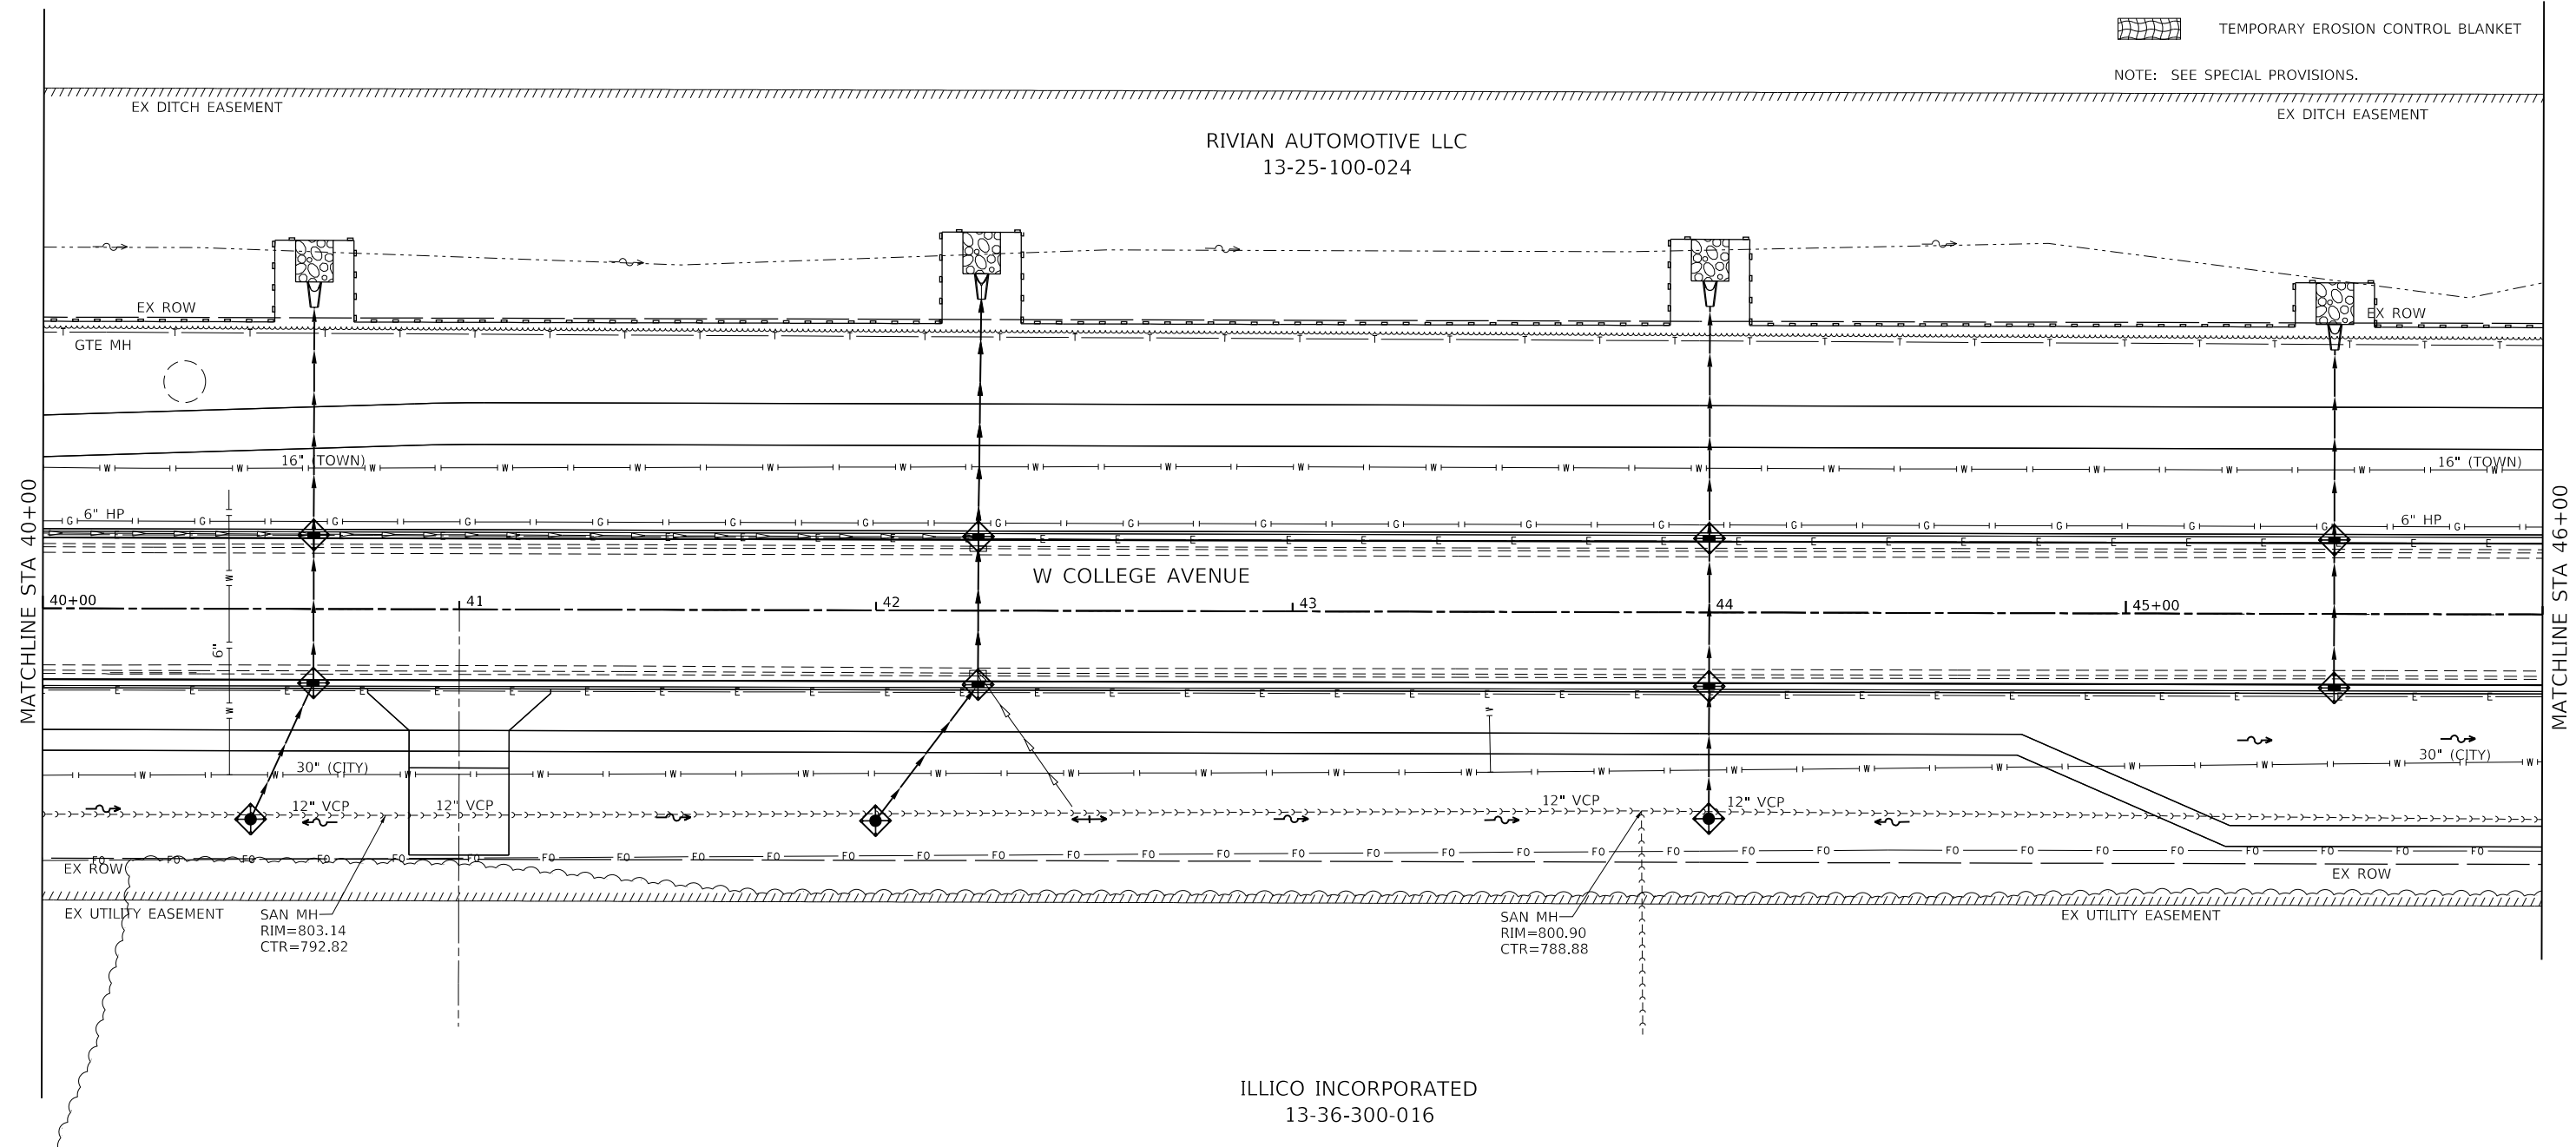 TEMPORARY EROSION CONTROL BLANKET
NOTE: SEE SPECIAL PROVISIONS.
EX DITCH EASEMENT
EX DITCH EASEMENT
RIVIAN AUTOMOTIVE LLC
13-25-100-024
EX ROW
EX ROW
GTE MH
16" (TOWN)
16" (TOWN)
6" HP
6" HP
W COLLEGE AVENUE
MATCHLINE STA 40+00
MATCHLINE STA 46+00
40+00
41
42
43
44
45+00
6"
30" (CITY)
30" (CITY)
12" VCP
12" VCP
12" VCP
12" VCP
EX ROW
EX ROW
EX UTILITY EASEMENT
EX UTILITY EASEMENT
SAN MH
RIM=803.14
CTR=792.82
SAN MH
RIM=800.90
CTR=788.88
ILLICO INCORPORATED
13-36-300-016